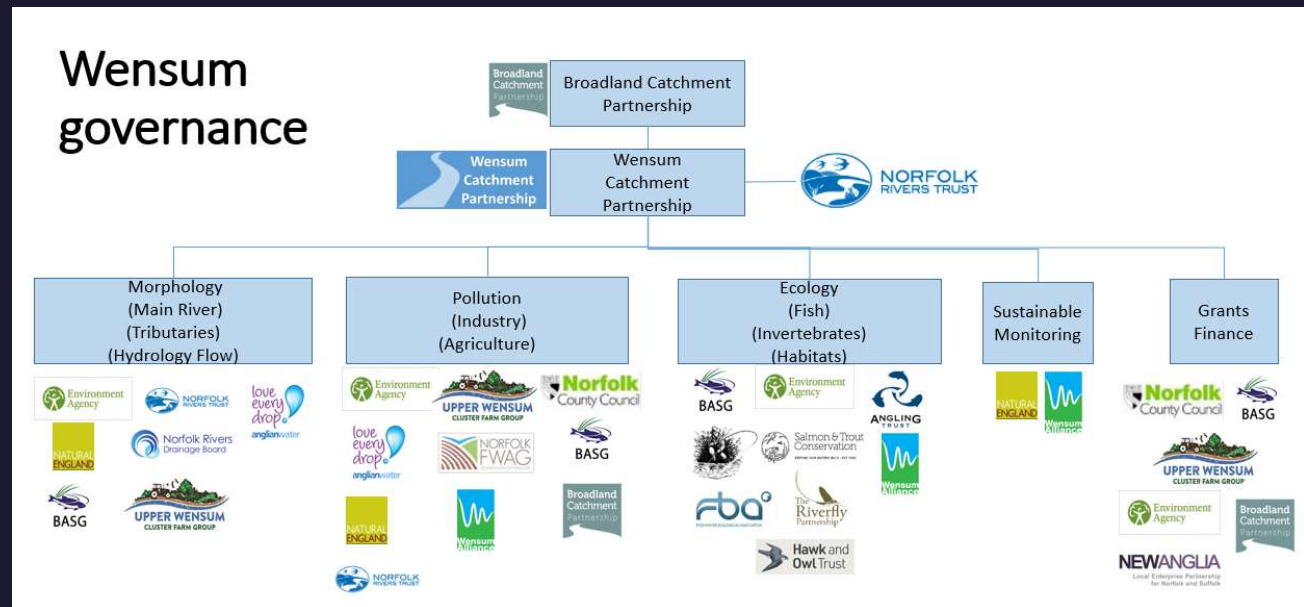 Wensum
governance
Broadland
Catchment
Partnership
Broadland Catchment
Partnership
Wensum
Catchment
Partnership
Wensum
Catchment
Partnership
NORFOLK
RIVERS TRUST
Morphology
(Main River)
(Tributaries)
(Hydrology Flow)
Pollution
(Industry)
(Agriculture)
Ecology
(Fish)
(Invertebrates)
(Habitats)
Sustainable
Monitoring
Grants
Finance
Environment
Agency
NORFOLK
RIVERS TRUST
love
every
drop
anglianwater
NATURAL
ENGLAND
Norfolk Rivers
Drainage Board
BASG
UPPER WENSUM
CLUSTER FARM GROUP
Environment
Agency
UPPER WENSUM
CLUSTER FARM GROUP
Norfolk
County Council
love
every
drop
anglianwater
NORFOLK
FWAG
BASG
NATURAL
ENGLAND
Wensum
Alliance
Broadland
Catchment
Partnership
NORFOLK
RIVERS TRUST
BASG
Environment
Agency
ANGLING
TRUST
Salmon & Trout
Conservation
Wensum
Alliance
fba
FRESHWATER BIOLOGICAL ASSOCIATION
The
Riverfly
Partnership
Hawk and
Owl Trust
NATURAL
ENGLAND
Wensum
Alliance
Norfolk
County Council
BASG
UPPER WENSUM
CLUSTER FARM GROUP
Environment
Agency
Broadland
Catchment
Partnership
NEWANGLIA
Local Enterprise Partnership
for Norfolk and Suffolk